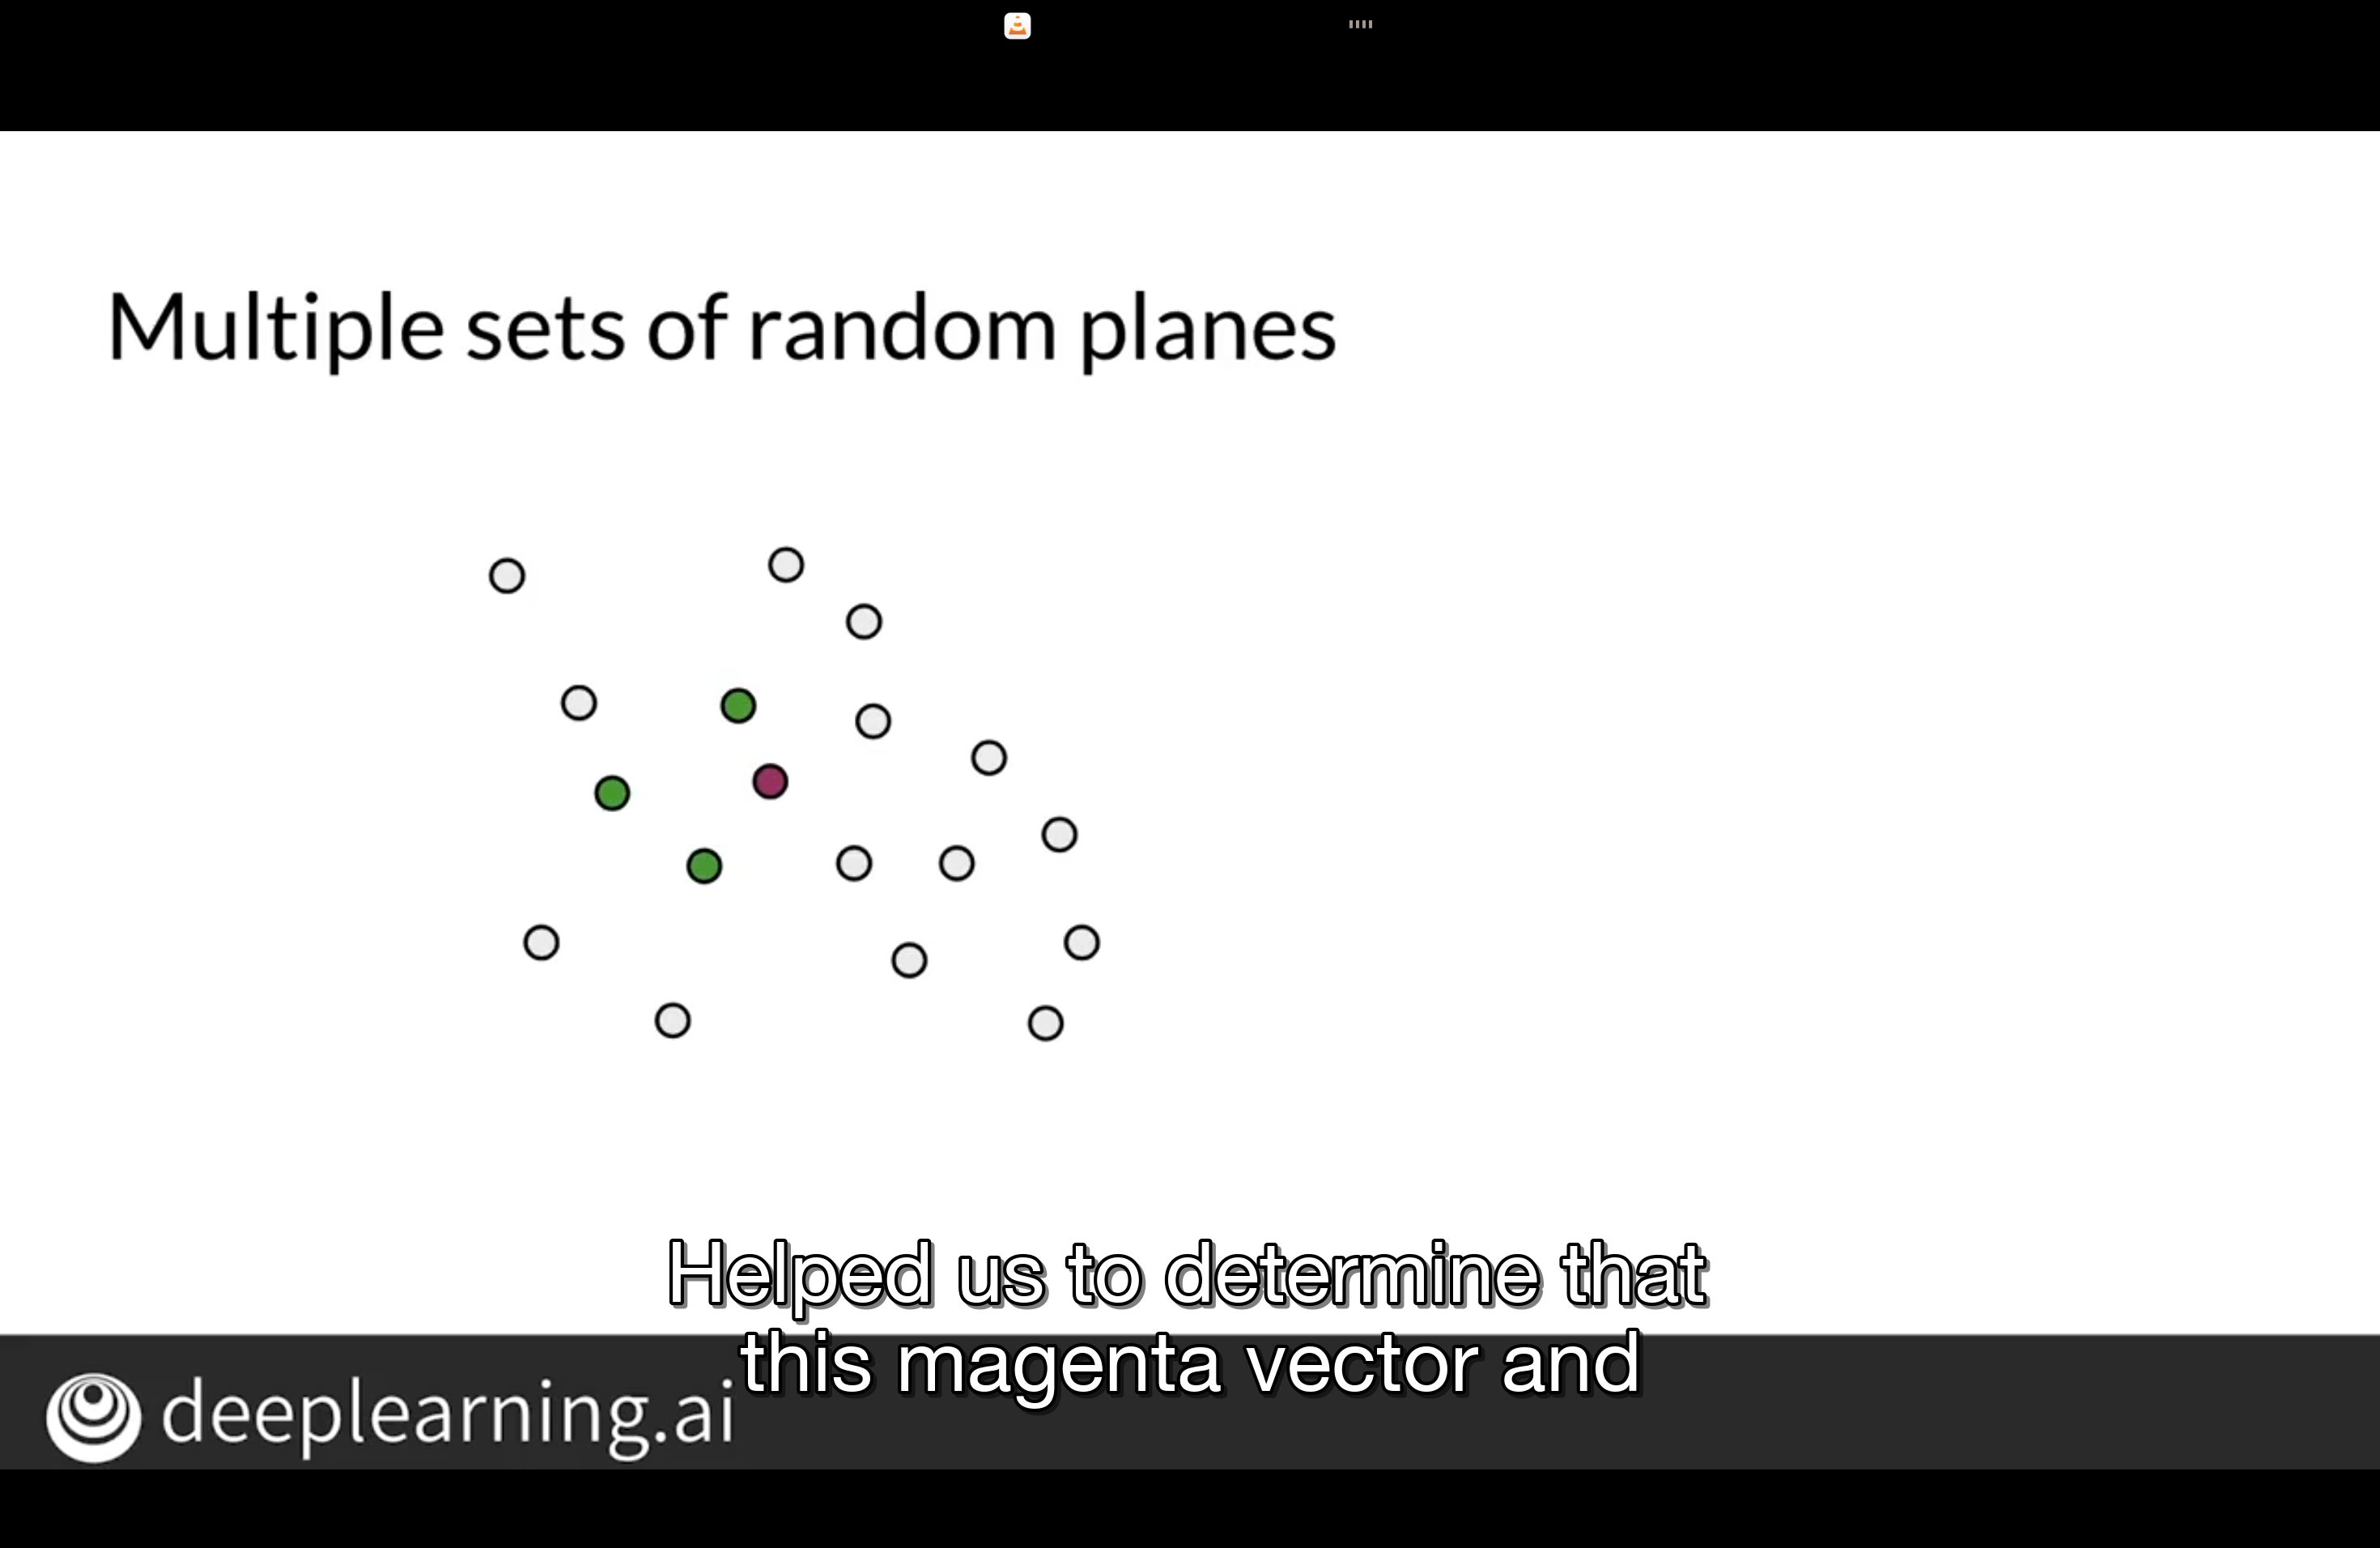 Multiple sets of random planes
Helped us to determine that
this magenta vector and
deeplearning.ai